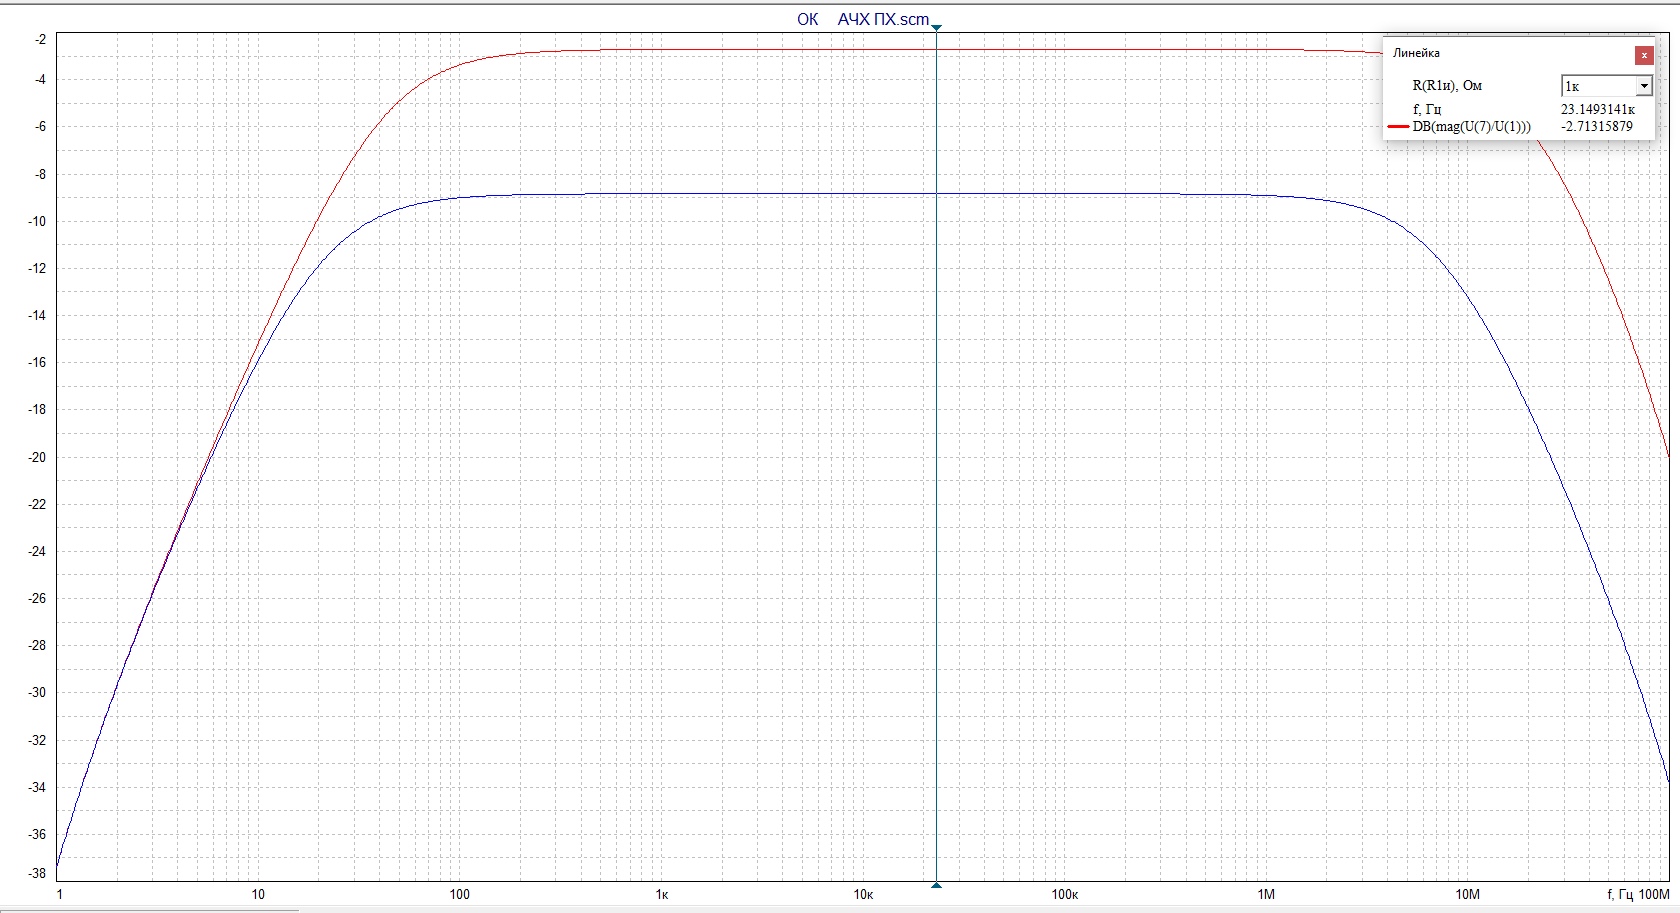 ОК АЧХ ПХ.scm
-2
-4
-6
-8
-10
-12
-14
-16
-18
-20
-22
-24
-26
-28
-30
-32
-34
-36
-38
Линейка
x
R(R1и), Ом 1к
f, Гц 23.1493141к
DB(mag(U(7)/U(1))) -2.71315879
1 10 100 1к 10к 100к 1М 10М f, Гц 100М